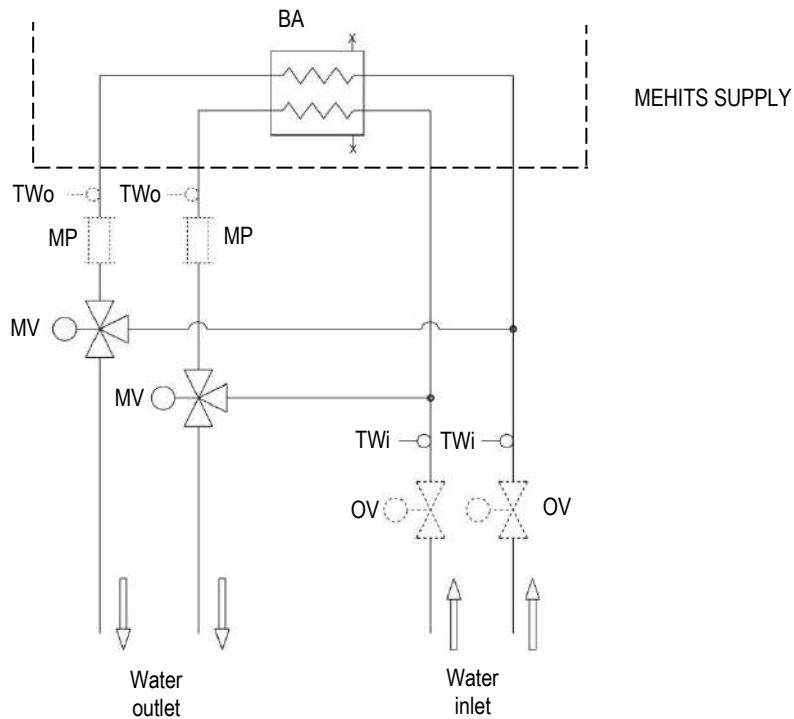 BA
MEHITS SUPPLY
TWo
TWo
MP
MP
MV
MV
TWi
TWi
OV
OV
Water
outlet
Water
inlet